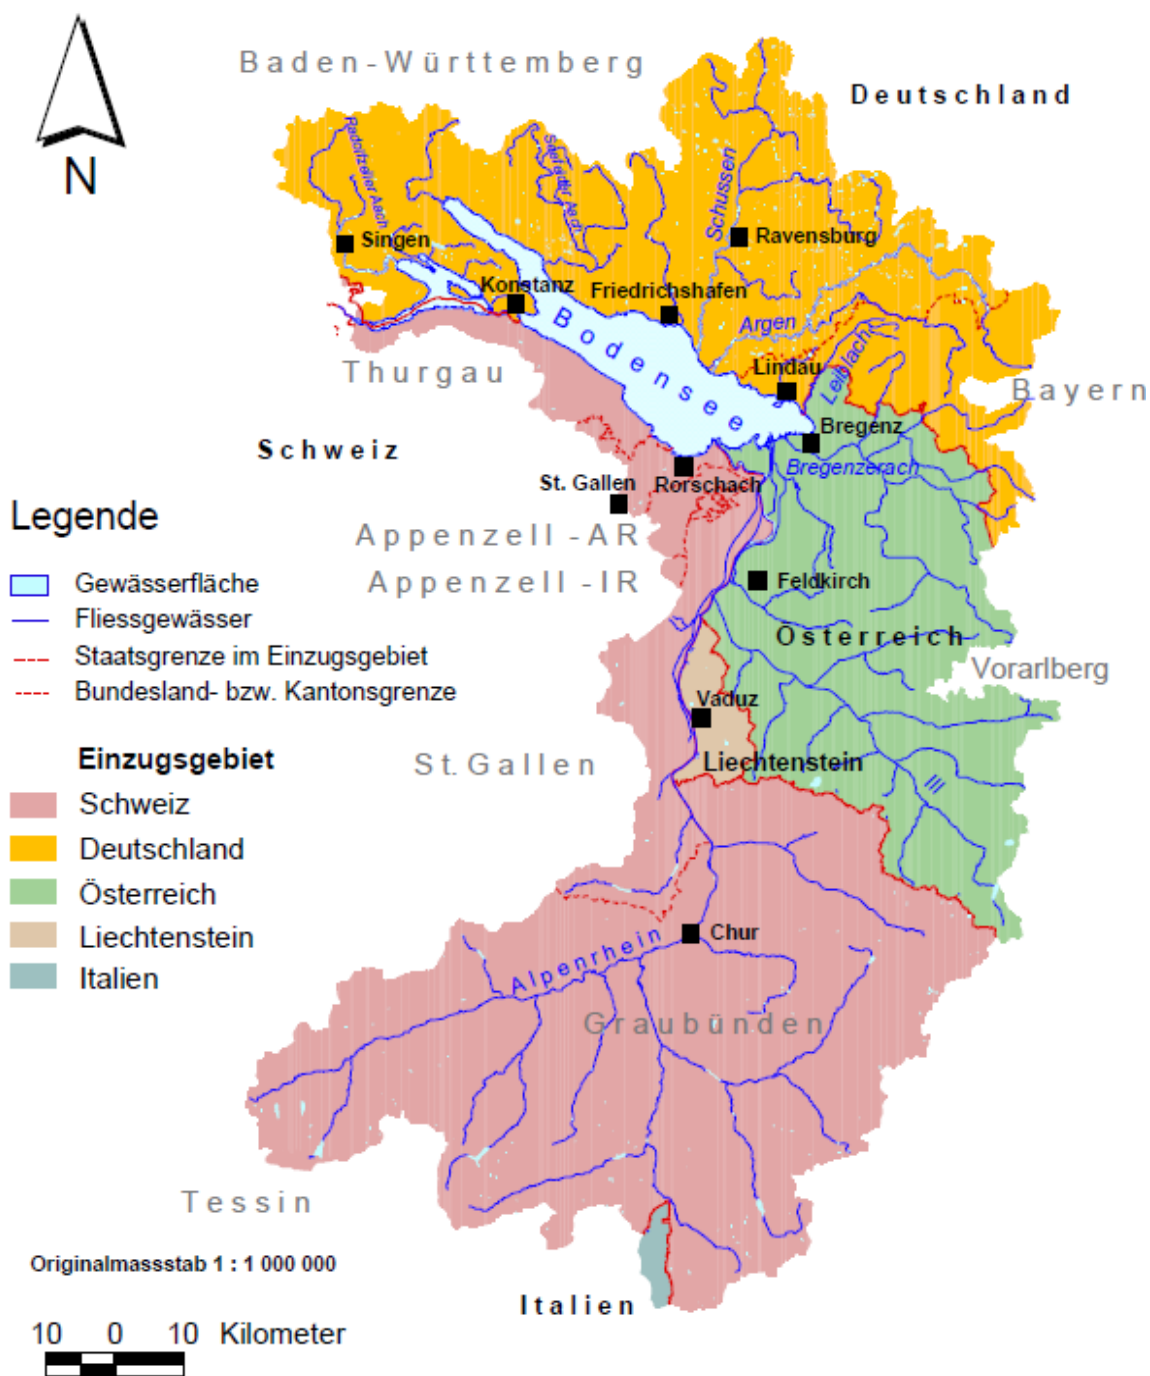 Baden-Württemberg
Deutschland
N
Radolfzeller Aach
Seefelder Aach
Schussen
Singen
Ravensburg
Konstanz
Friedrichshafen
Bodensee
Argen
Thurgau
Lindau
Leiblach
Bayern
Schweiz
Bregenz
Bregenzerach
St. Gallen
Rorschach
Legende
Appenzell -AR
Appenzell -IR
Gewässerfläche
Feldkirch
Fliessgewässer
Österreich
Staatsgrenze im Einzugsgebiet
Vorarlberg
Bundesland- bzw. Kantonsgrenze
Vaduz
Einzugsgebiet
St. Gallen
Liechtenstein
Ill
Schweiz
Deutschland
Österreich
Liechtenstein
Chur
Alpenrhein
Italien
Graubünden
Tessin
Originalmassstab 1 : 1 000 000
Italien
10 0 10 Kilometer